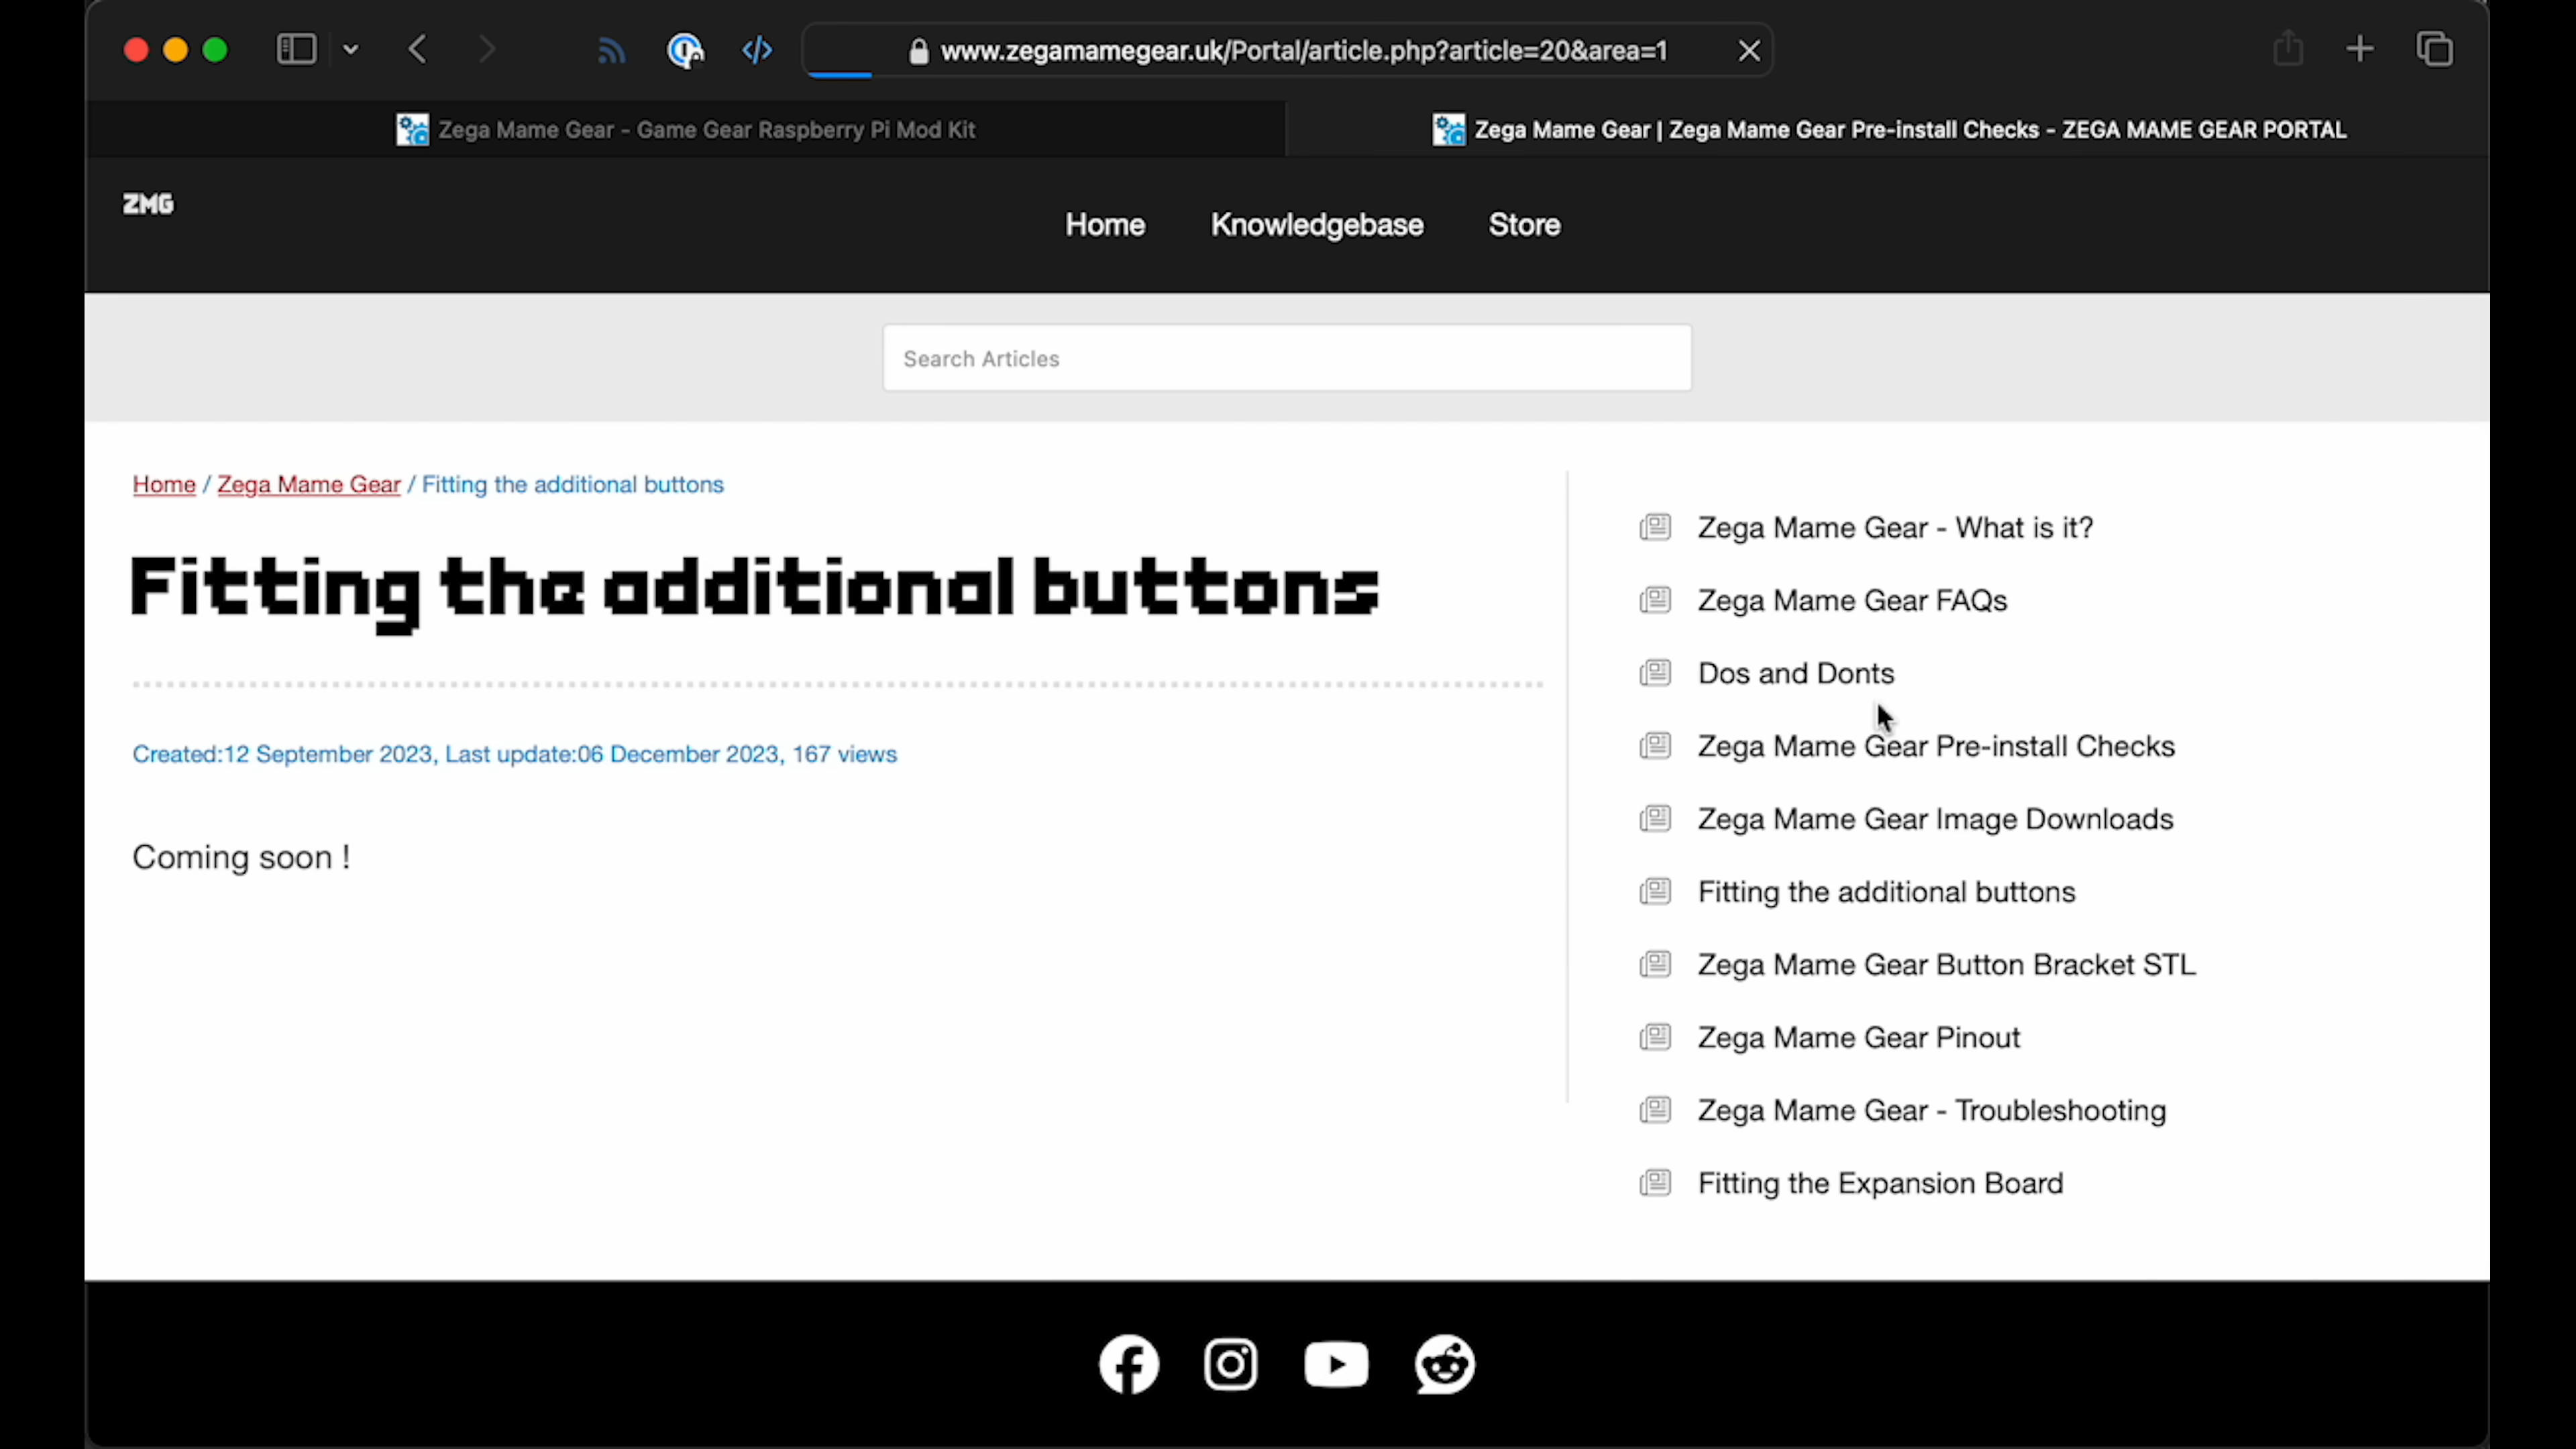 www.zegamamegear.uk/Portal/article.php?article=20&area=1
Zega Mame Gear - Game Gear Raspberry Pi Mod Kit
Zega Mame Gear | Zega Mame Gear Pre-install Checks - ZEGA MAME GEAR PORTAL
ZMG
Home
Knowledgebase
Store
Search Articles
Home / Zega Mame Gear / Fitting the additional buttons
Fitting the additional buttons
Created:12 September 2023, Last update:06 December 2023, 167 views
Coming soon !
Zega Mame Gear - What is it?
Zega Mame Gear FAQs
Dos and Donts
Zega Mame Gear Pre-install Checks
Zega Mame Gear Image Downloads
Fitting the additional buttons
Zega Mame Gear Button Bracket STL
Zega Mame Gear Pinout
Zega Mame Gear - Troubleshooting
Fitting the Expansion Board